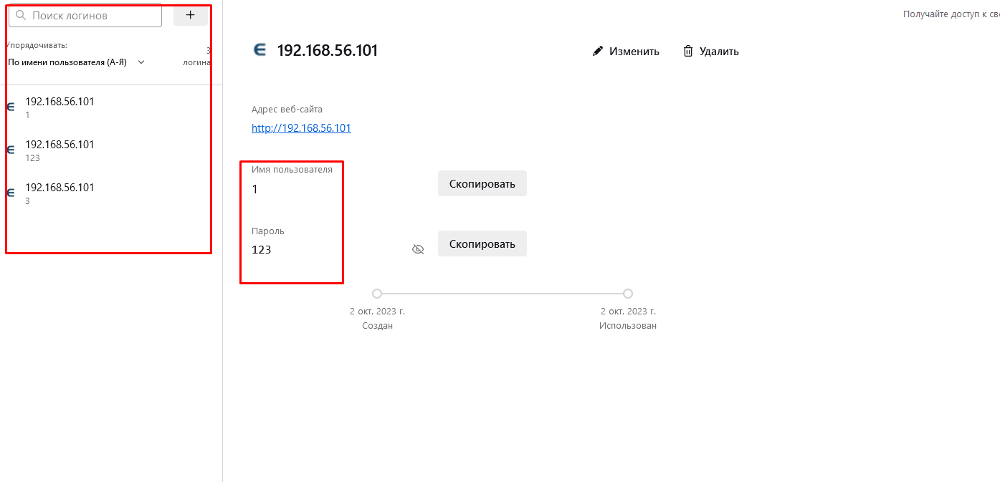 Поиск логинов
+
Упорядочивать:
По имени пользователя (А-Я)
3
логина
192.168.56.101
1
192.168.56.101
123
192.168.56.101
3
Получайте доступ к св
192.168.56.101
Изменить
Удалить
Адрес веб-сайта
http://192.168.56.101
Имя пользователя
1
Скопировать
Пароль
123
Скопировать
2 окт. 2023 г.
Создан
2 окт. 2023 г.
Использован